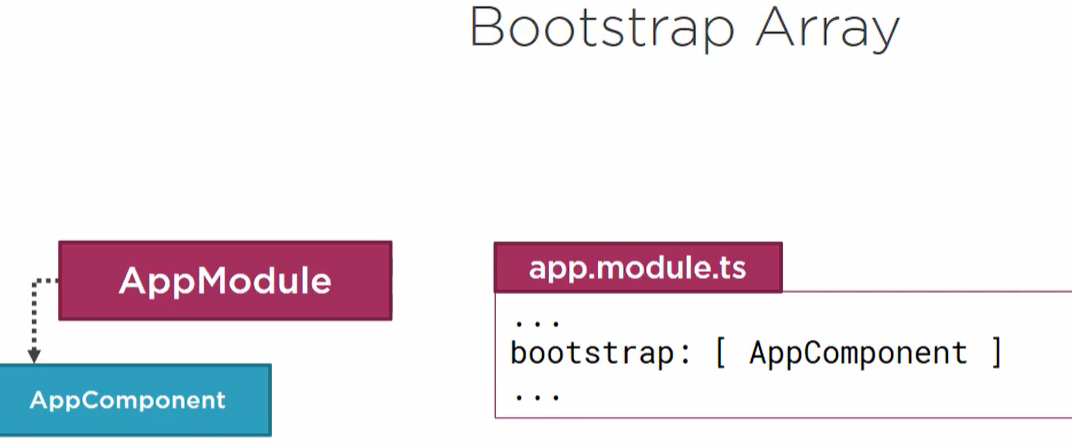 Bootstrap Array
AppModule
AppComponent
app.module.ts
...
bootstrap: [ AppComponent ]
...